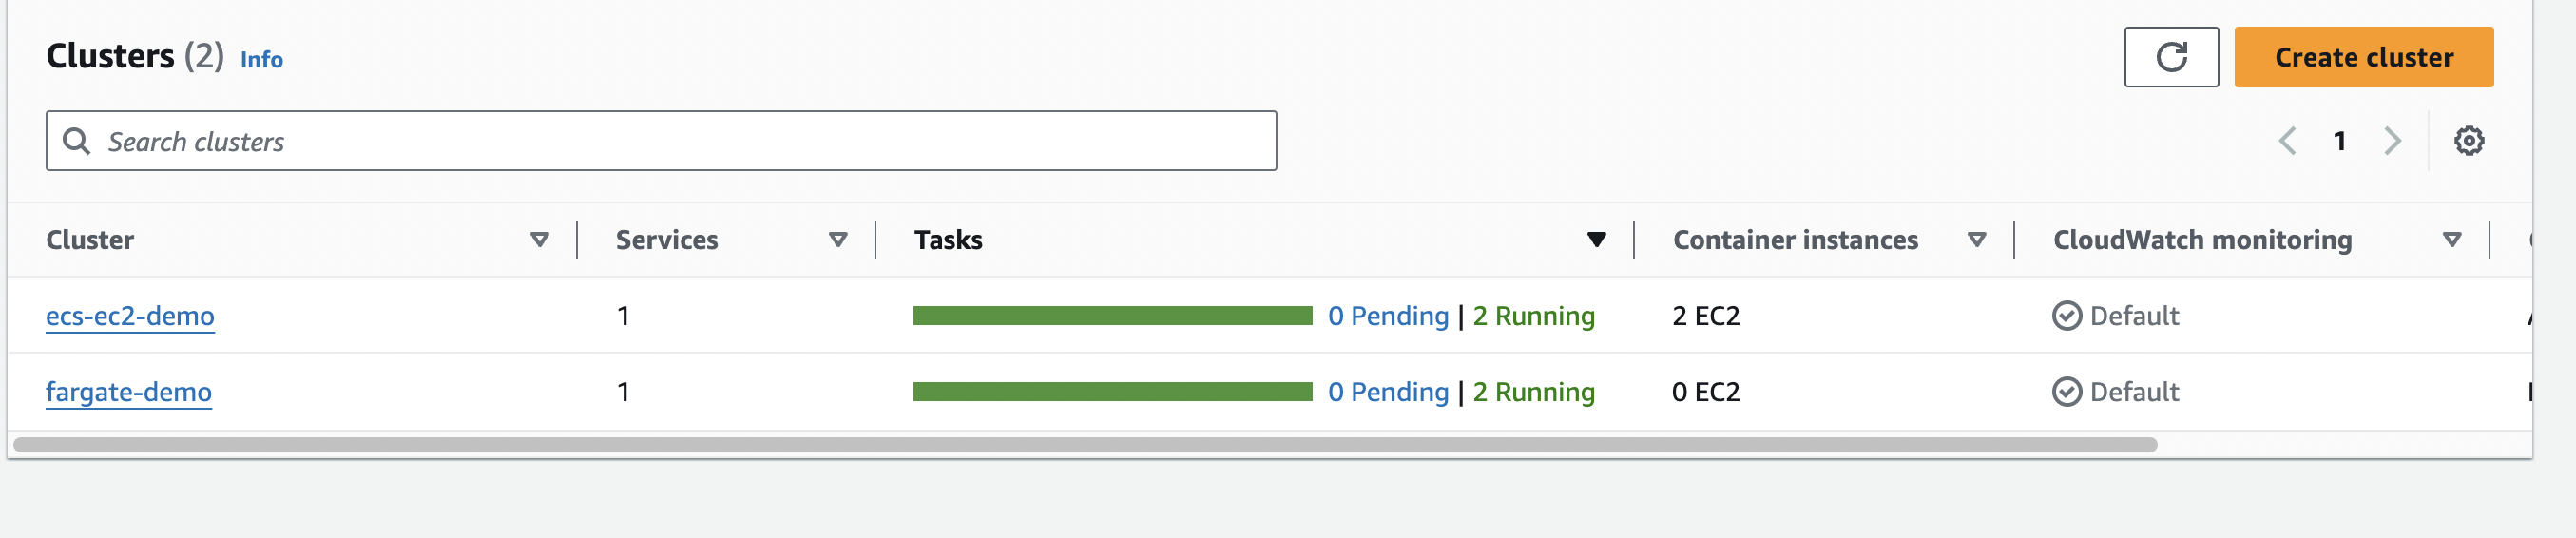 Clusters (2) Info
Create cluster
Search clusters
1
Cluster Services Tasks Container instances CloudWatch monitoring
ecs-ec2-demo 1 0 Pending | 2 Running 2 EC2 Default
fargate-demo 1 0 Pending | 2 Running 0 EC2 Default